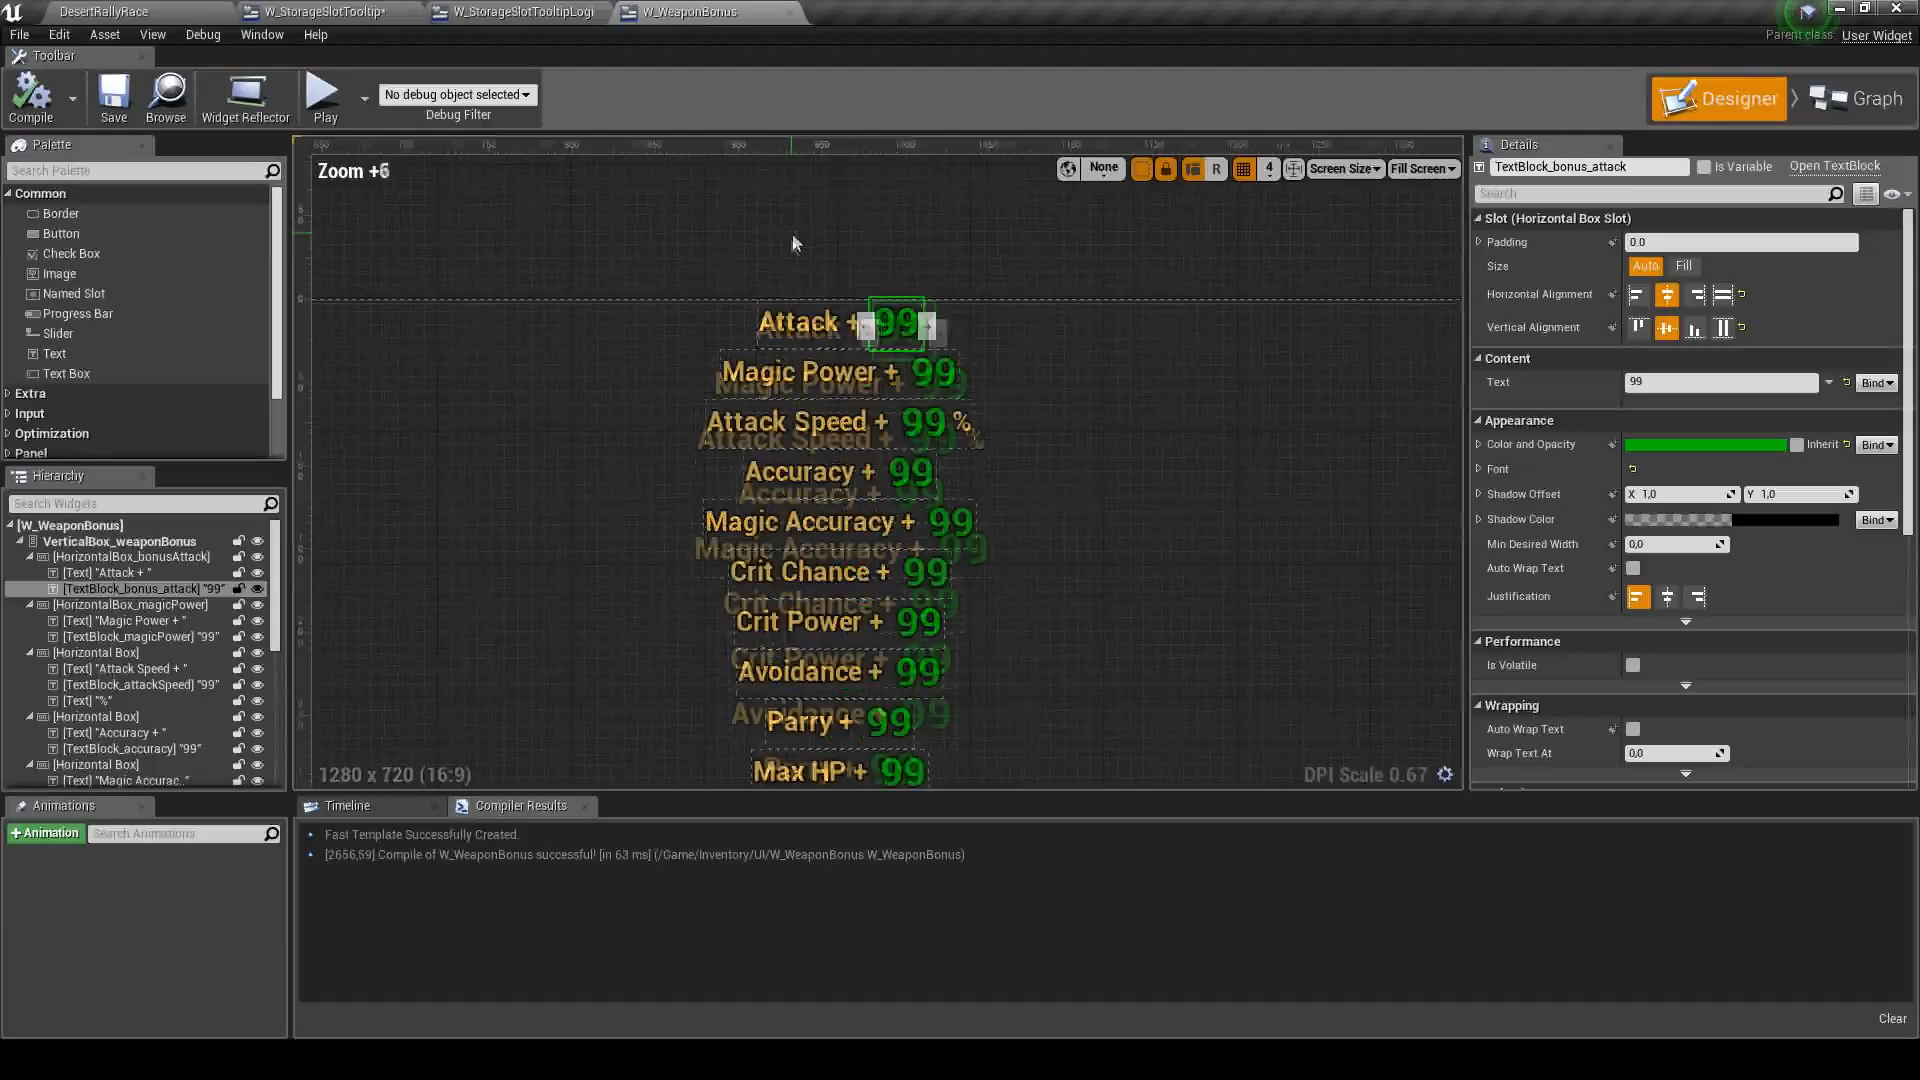 DesertRallyRace
W_StorageSlotTooltip*
W_StorageSlotTooltipLogi
W_WeaponBonus
File Edit Asset View Debug Window Help
Parent class: User Widget
Toolbar
Compile
Save
Browse
Widget Reflector
Play
No debug object selected
Debug Filter
Designer
Graph
Palette
Search Palette
Common
Border
Button
Check Box
Image
Named Slot
Progress Bar
Slider
Text
Text Box
Extra
Input
Optimization
Panel
Hierarchy
Search Widgets
[W_WeaponBonus]
VerticalBox_weaponBonus
[HorizontalBox_bonusAttack]
[Text] "Attack + "
[TextBlock_bonus_attack] "99"
[HorizontalBox_magicPower]
[Text] "Magic Power + "
[TextBlock_magicPower] "99"
[Horizontal Box]
[Text] "Attack Speed + "
[TextBlock_attackSpeed] "99"
[Text] "%"
[Horizontal Box]
[Text] "Accuracy + "
[TextBlock_accuracy] "99"
[Horizontal Box]
[Text] "Magic Accurac.."
Animations
+Animation
Search Animations
Zoom +6
None
R
4
Screen Size
Fill Screen
Attack + 99
Magic Power + 99
Attack Speed + 99 %
Accuracy + 99
Magic Accuracy + 99
Crit Chance + 99
Crit Power + 99
Avoidance + 99
Parry + 99
Max HP + 99
1280 x 720 (16:9)
DPI Scale 0.67
Timeline
Compiler Results
Fast Template Successfully Created.
[2656,59] Compile of W_WeaponBonus successful! [in 63 ms] (/Game/Inventory/UI/W_WeaponBonus W_WeaponBonus)
Clear
Details
TextBlock_bonus_attack
Is Variable
Open TextBlock
Search
Slot (Horizontal Box Slot)
Padding 0.0
Size Auto Fill
Horizontal Alignment
Vertical Alignment
Content
Text 99 Bind
Appearance
Color and Opacity Inherit Bind
Font
Shadow Offset X 1,0 Y 1,0
Shadow Color Bind
Min Desired Width 0,0
Auto Wrap Text
Justification
Performance
Is Volatile
Wrapping
Auto Wrap Text
Wrap Text At 0,0